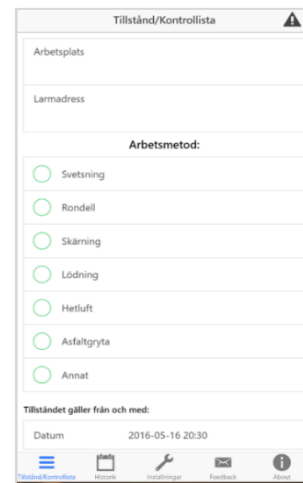 Tillstånd/Kontrollista
Arbetsplats
Larmadress
Arbetsmetod:
Svetsning
Rondell
Skärning
Lödning
Hetluft
Asfaltgryta
Annat
Tillståndet gäller från och med:
Datum 2016-05-16 20:30
Tillstånd/Kontrollista Historik Inställningar Feedback About